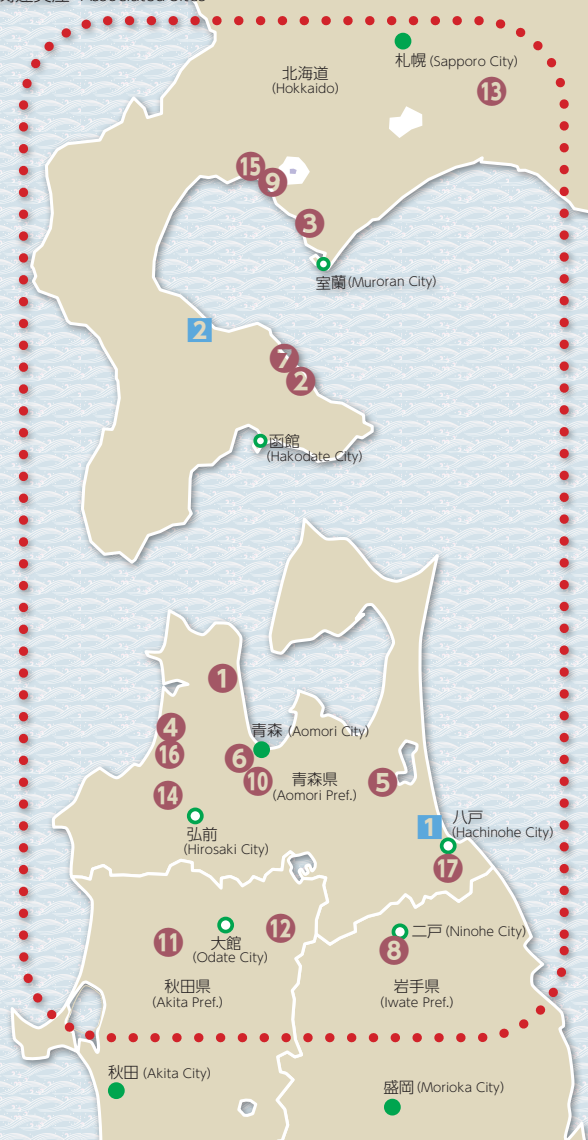 Associated Sites
札幌 (Sapporo City)
北海道
(Hokkaido)
13
15
9
3
室蘭 (Muroran City)
2
7
2
函館
(Hakodate City)
1
4
青森 (Aomori City)
16
6
10
青森県
(Aomori Pref.)
5
14
弘前
(Hirosaki City)
1
八戸
(Hachinohe City)
17
12
11
大館
(Odate City)
二戸 (Ninohe City)
8
秋田県
(Akita Pref.)
岩手県
(Iwate Pref.)
秋田 (Akita City)
盛岡 (Morioka City)